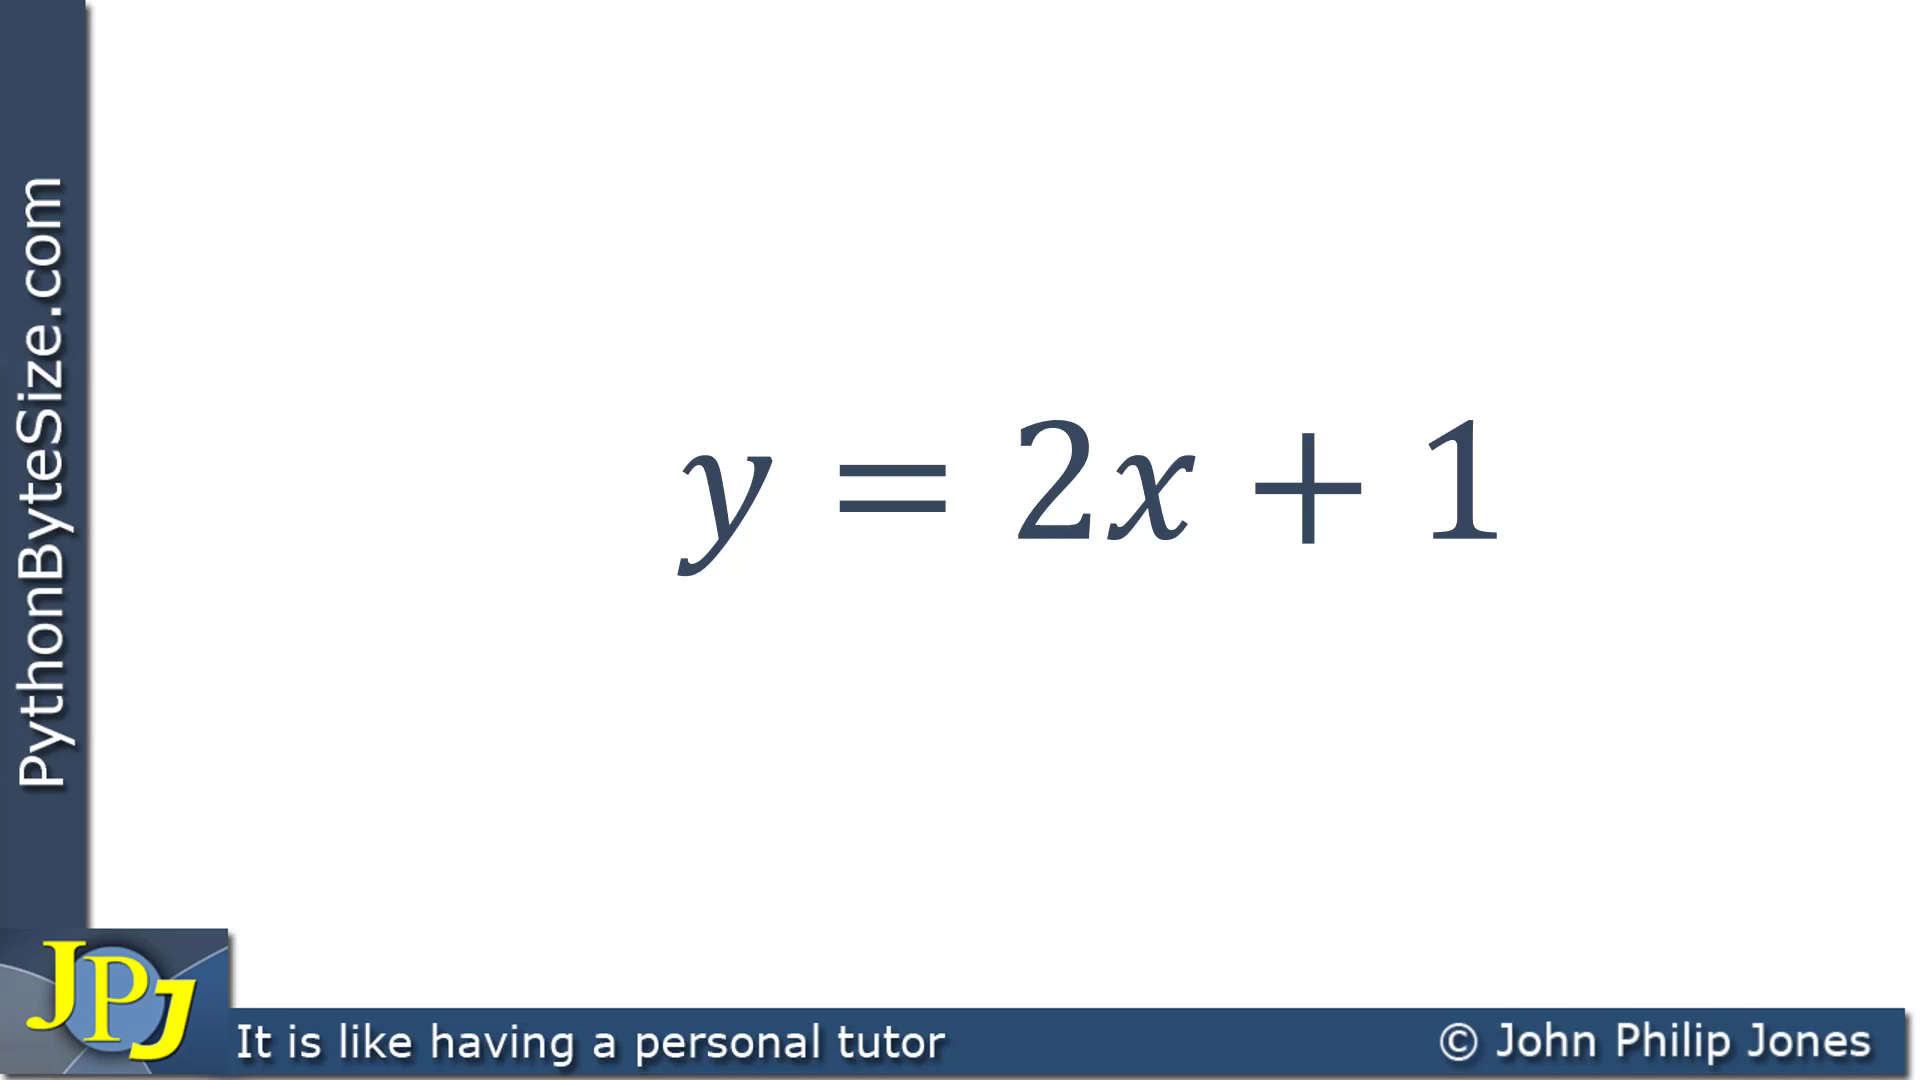 PythonByteSize.com
y = 2x + 1
JPJ
It is like having a personal tutor
© John Philip Jones